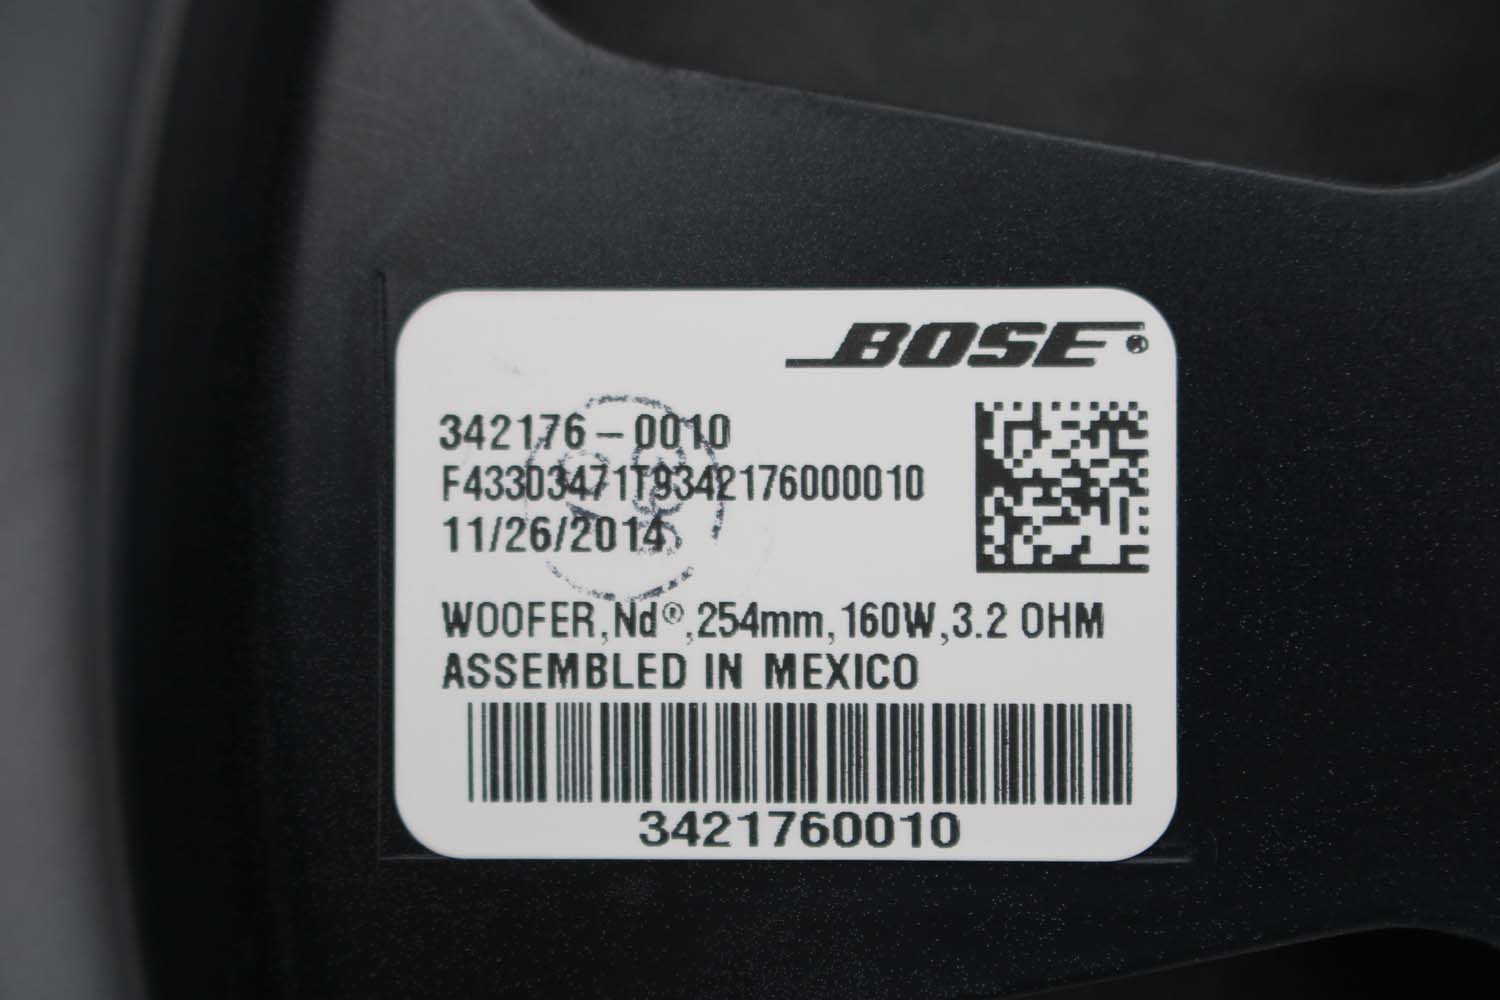 BOSE®
342176-0010
F43303471T9342176000010
11/26/2014
WOOFER,Nd®,254mm,160W,3.2 OHM
ASSEMBLED IN MEXICO
3421760010